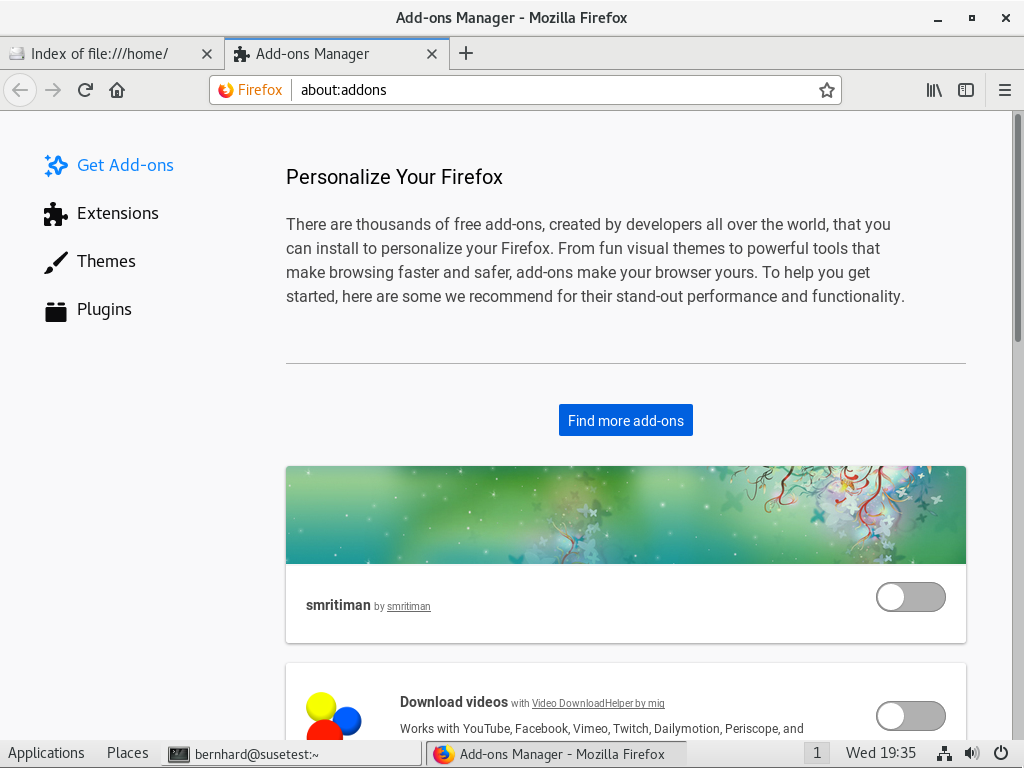 Add-ons Manager - Mozilla Firefox
Index of file:///home/
Add-ons Manager
Firefox
about:addons
Get Add-ons
Extensions
Themes
Plugins
Personalize Your Firefox
There are thousands of free add-ons, created by developers all over the world, that you
can install to personalize your Firefox. From fun visual themes to powerful tools that
make browsing faster and safer, add-ons make your browser yours. To help you get
started, here are some we recommend for their stand-out performance and functionality.
Find more add-ons
smritiman by smritiman
Download videos with Video DownloadHelper by mig
Works with YouTube, Facebook, Vimeo, Twitch, Dailymotion, Periscope, and
Applications Places bernhard@susetest:~ Add-ons Manager - Mozilla Firefox 1 Wed 19:35